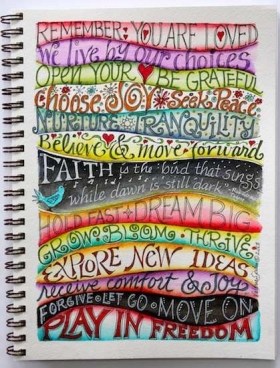 REMEMBER: YOU ARE LOVED
we live by our choices
OPEN YOUR ♥ BE GRATEFUL
choose JOY * Seek Peace
NURTURE TRANQUILITY
Believe & move forward
FAITH is the "bird that sings
while dawn is still dark"
HOLD FAST DREAM BIG
GROW • BLOOM • THRIVE
EXPLORE NEW IDEAS
receive comfort & JOY
FORGIVE • LET GO • MOVE ON
PLAY IN FREEDOM